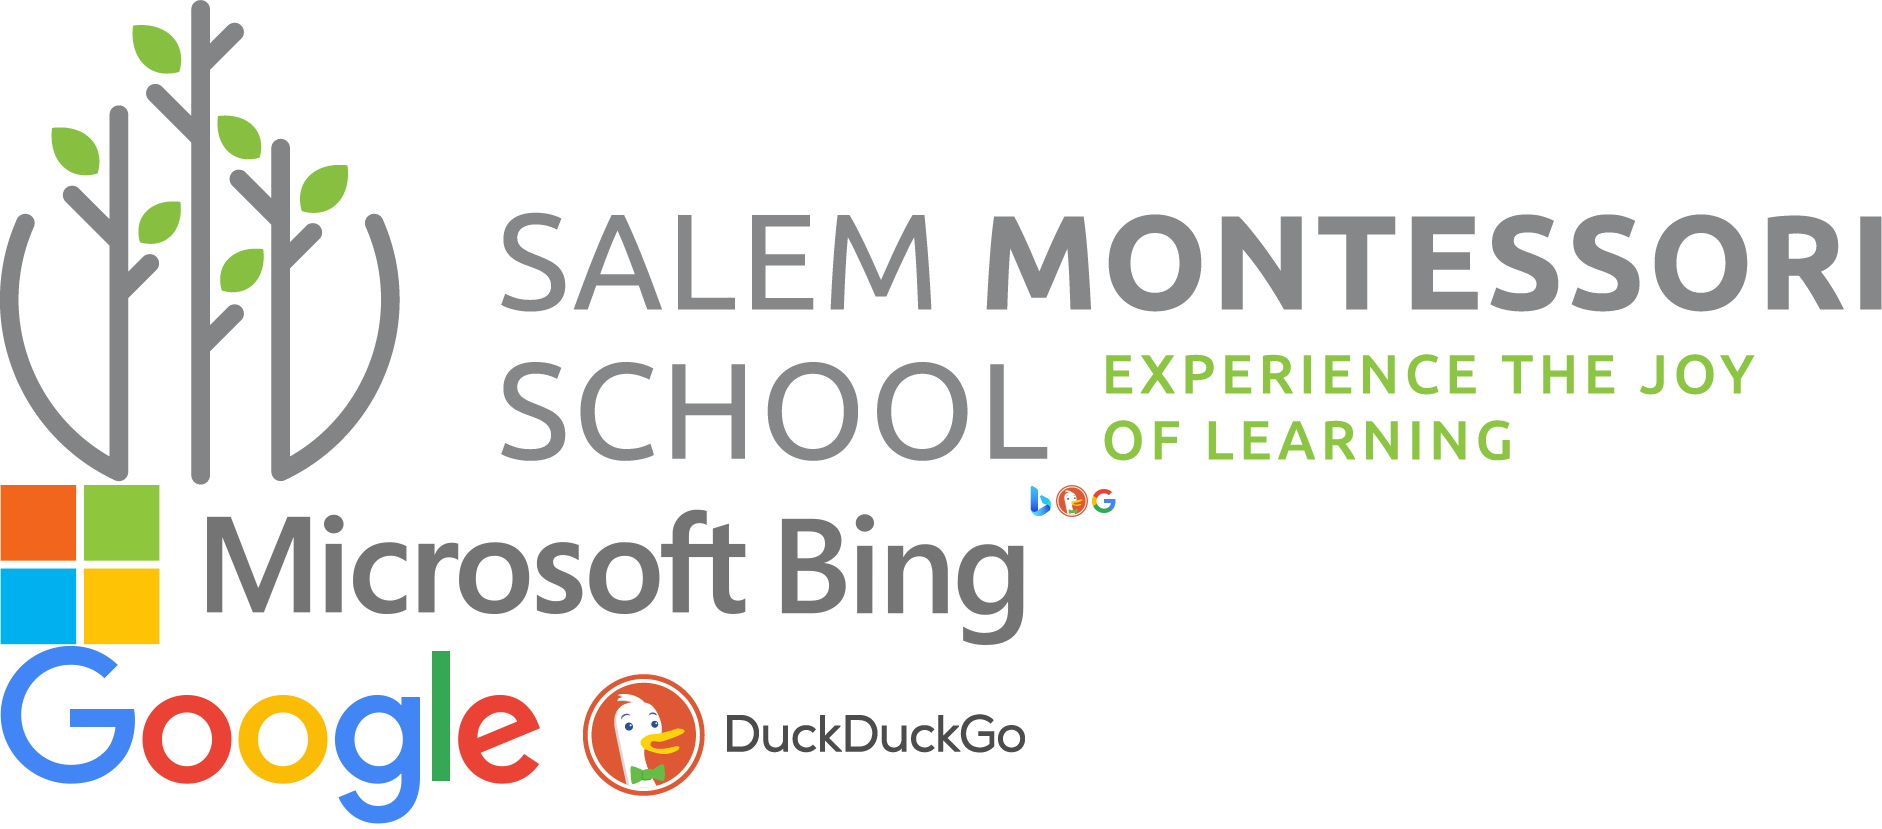 SALEM MONTESSORI
SCHOOL
EXPERIENCE THE JOY
OF LEARNING
Microsoft Bing
Google
DuckDuckGo